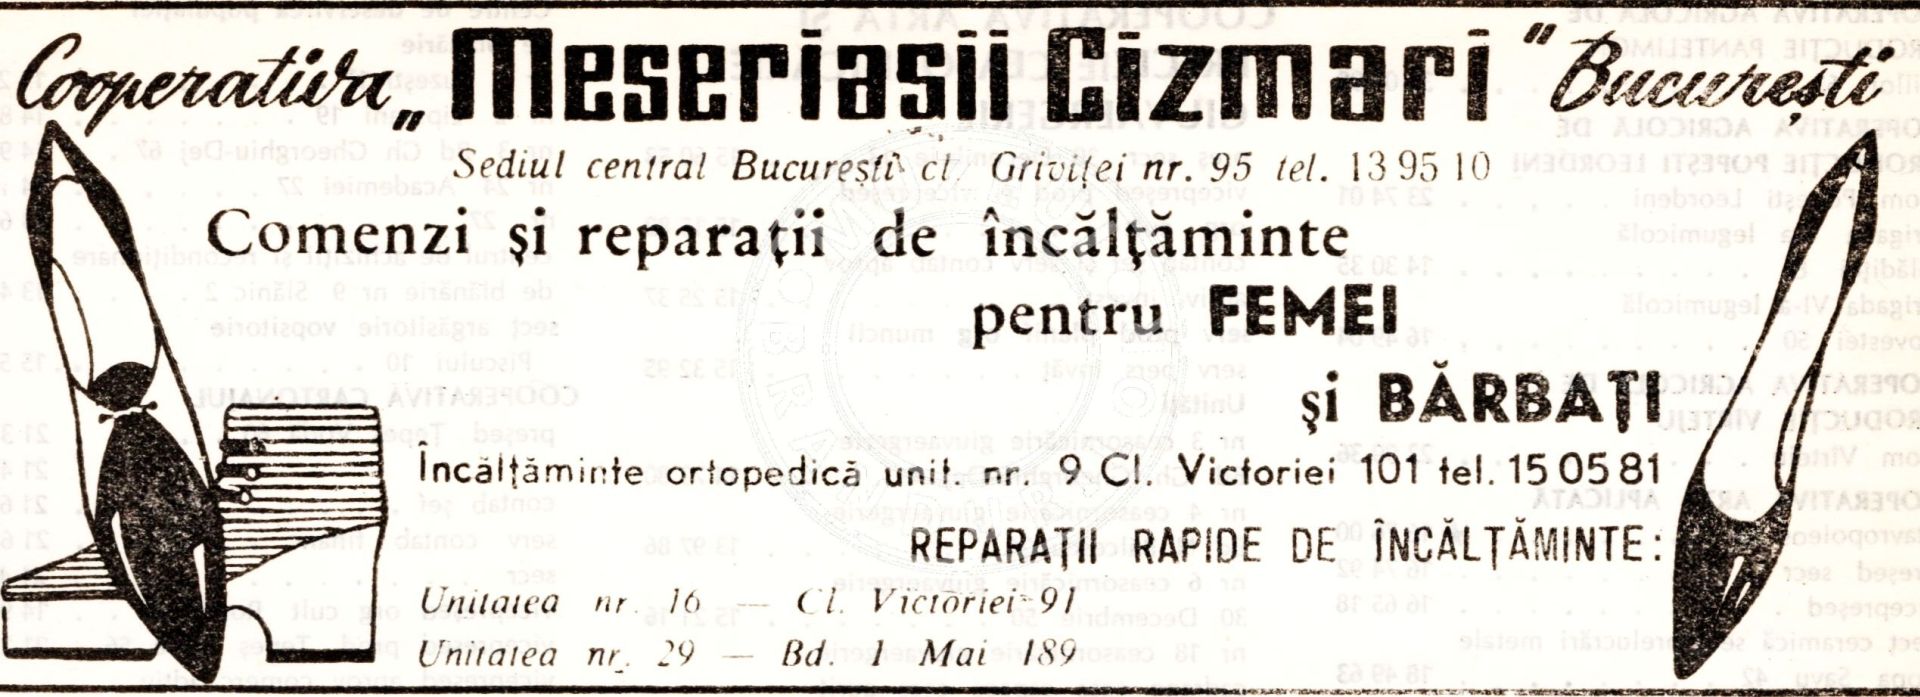 Cooperativa „Meseriasii Cizmari" București
Sediul central București cl. Griviței nr. 95 tel. 13 95 10
Comenzi și reparații de încălțăminte
pentru FEMEI
și BĂRBAȚI
Încălțăminte ortopedică unit. nr. 9 Cl. Victoriei 101 tel. 15 05 81
REPARAȚII RAPIDE DE ÎNCĂLȚĂMINTE:
Unitatea nr. 16 — Cl. Victoriei 91
Unitatea nr. 29 — Bd. 1 Mai 189